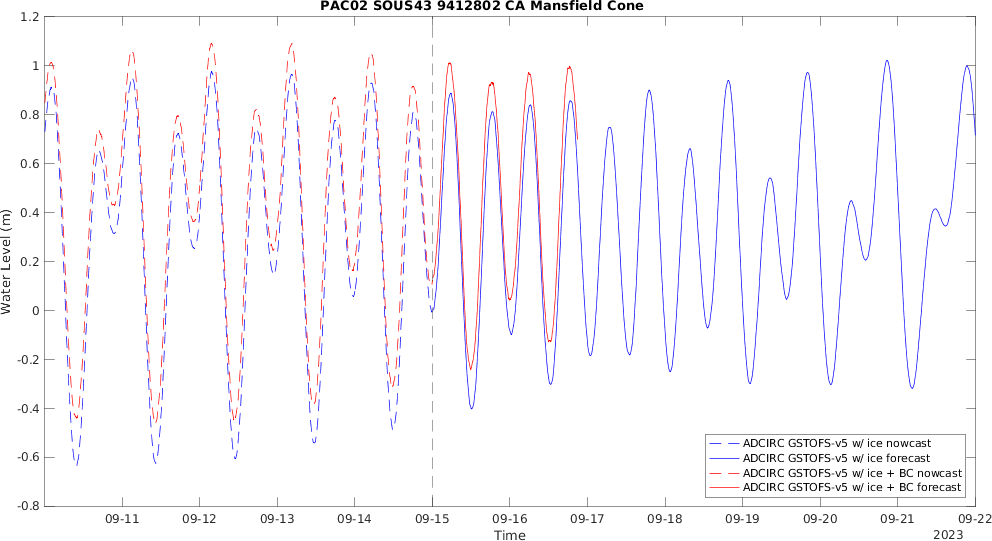 PAC02 SOUS43 9412802 CA Mansfield Cone
1.2
1
0.8
0.6
0.4
0.2
0
-0.2
-0.4
-0.6
-0.8
Water Level (m)
ADCIRC GSTOFS-v5 w/ ice nowcast
ADCIRC GSTOFS-v5 w/ ice forecast
ADCIRC GSTOFS-v5 w/ ice + BC nowcast
ADCIRC GSTOFS-v5 w/ ice + BC forecast
09-11 09-12 09-13 09-14 09-15 09-16 09-17 09-18 09-19 09-20 09-21 09-22
Time
2023